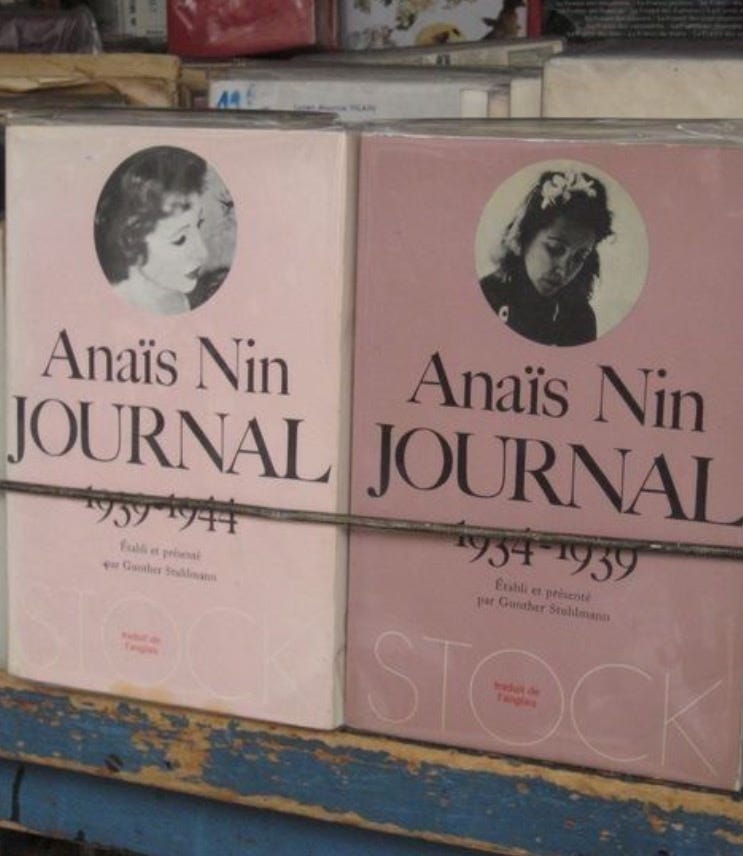 Anaïs Nin
JOURNAL
1939-1944
Établi et présenté
par Gunther Stuhlmann
STOCK
traduit de
l'anglais
Anaïs Nin
JOURNAL
1934-1939
Établi et présenté
par Gunther Stuhlmann
STOCK
traduit de
l'anglais